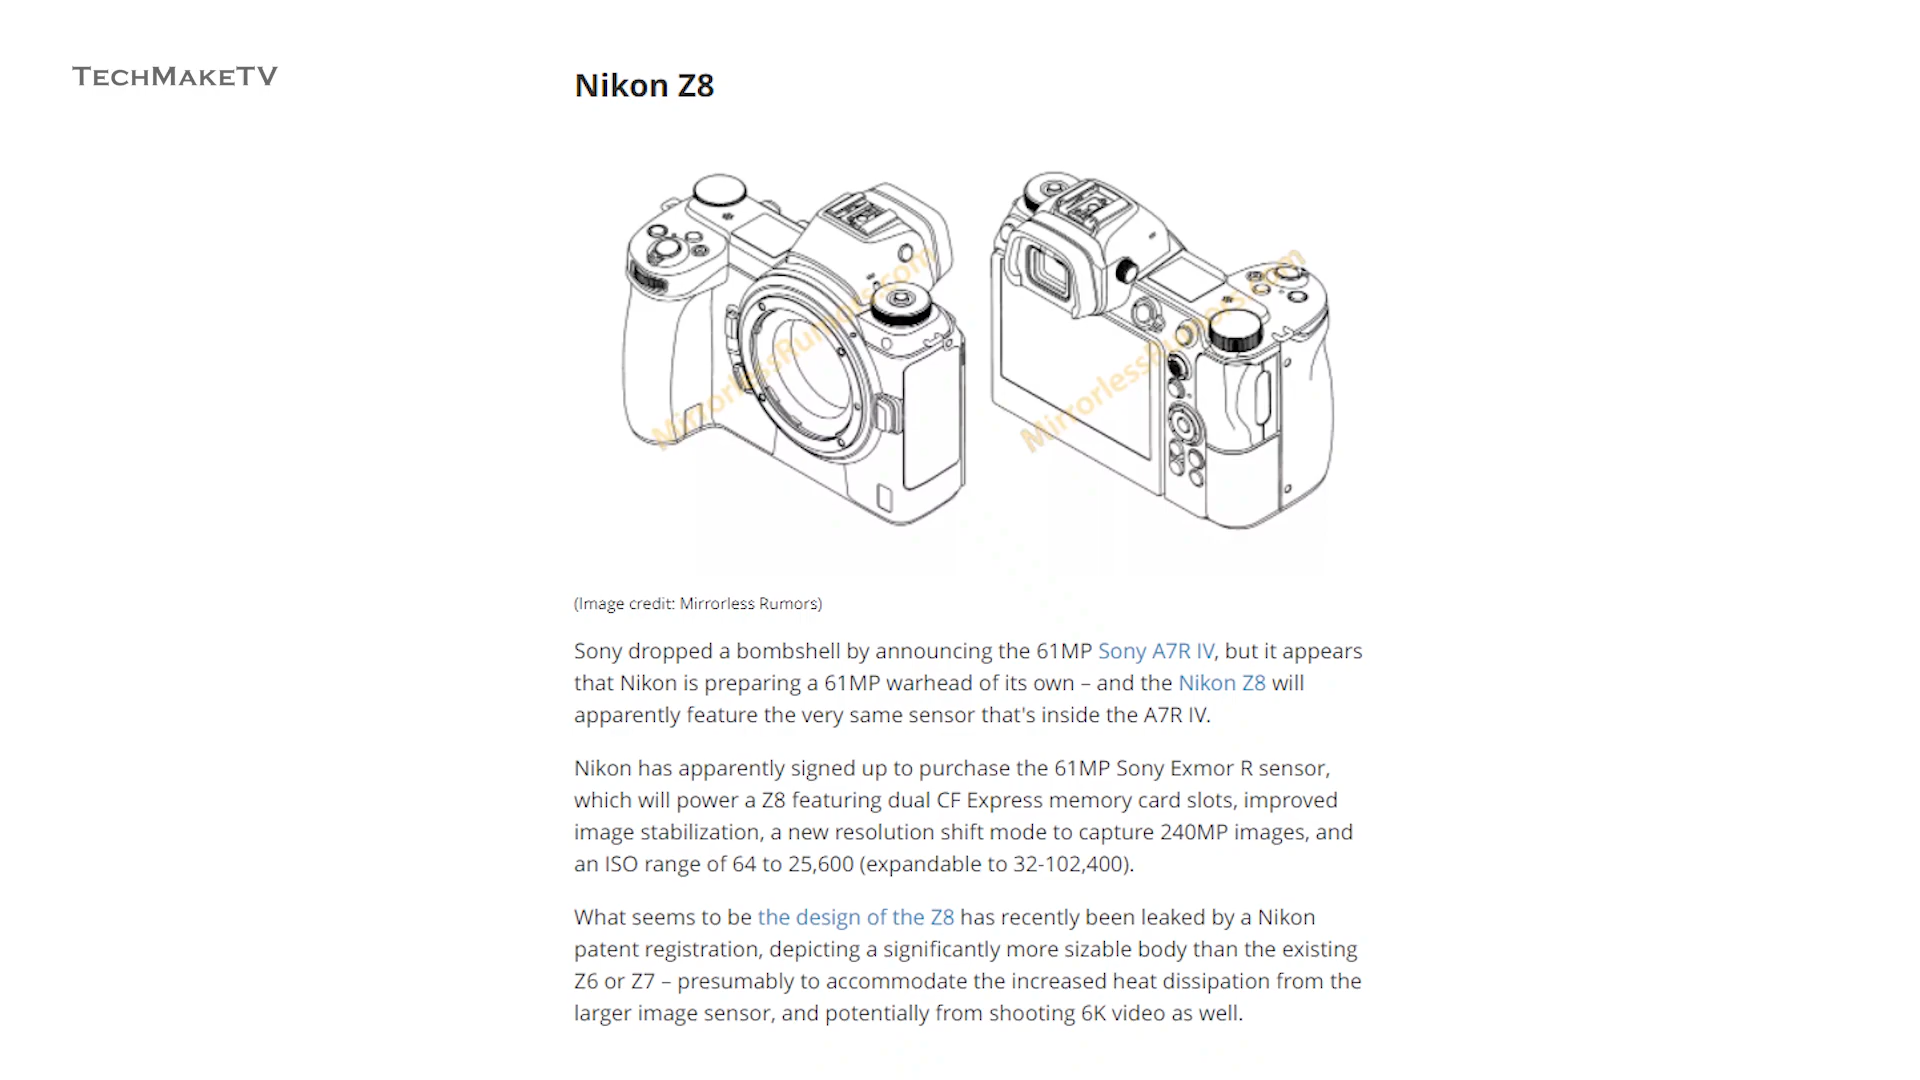 TECHMAKETV
Nikon Z8
MirrorlessRumors.com
MirrorlessRumors.com
(Image credit: Mirrorless Rumors)
Sony dropped a bombshell by announcing the 61MP Sony A7R IV, but it appears
that Nikon is preparing a 61MP warhead of its own – and the Nikon Z8 will
apparently feature the very same sensor that's inside the A7R IV.
Nikon has apparently signed up to purchase the 61MP Sony Exmor R sensor,
which will power a Z8 featuring dual CF Express memory card slots, improved
image stabilization, a new resolution shift mode to capture 240MP images, and
an ISO range of 64 to 25,600 (expandable to 32-102,400).
What seems to be the design of the Z8 has recently been leaked by a Nikon
patent registration, depicting a significantly more sizable body than the existing
Z6 or Z7 – presumably to accommodate the increased heat dissipation from the
larger image sensor, and potentially from shooting 6K video as well.